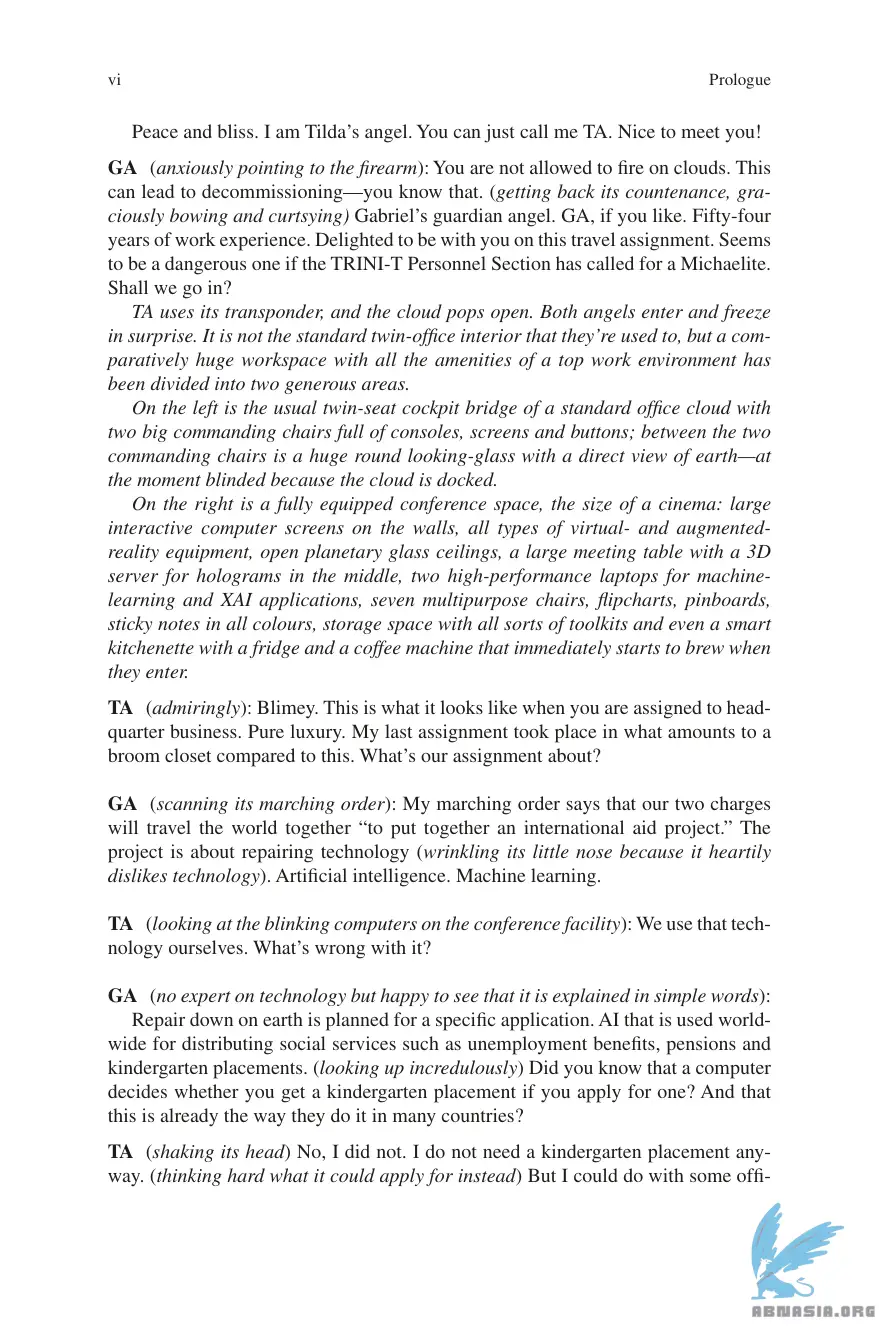 vi
Prologue
Peace and bliss. I am Tilda’s angel. You can just call me TA. Nice to meet you!
GA (anxiously pointing to the firearm): You are not allowed to fire on clouds. This
can lead to decommissioning—you know that. (getting back its countenance, gra-
ciously bowing and curtsying) Gabriel’s guardian angel. GA, if you like. Fifty-four
years of work experience. Delighted to be with you on this travel assignment. Seems
to be a dangerous one if the TRINI-T Personnel Section has called for a Michaelite.
Shall we go in?
TA uses its transponder, and the cloud pops open. Both angels enter and freeze
in surprise. It is not the standard twin-office interior that they’re used to, but a com-
paratively huge workspace with all the amenities of a top work environment has
been divided into two generous areas.
On the left is the usual twin-seat cockpit bridge of a standard office cloud with
two big commanding chairs full of consoles, screens and buttons; between the two
commanding chairs is a huge round looking-glass with a direct view of earth—at
the moment blinded because the cloud is docked.
On the right is a fully equipped conference space, the size of a cinema: large
interactive computer screens on the walls, all types of virtual- and augmented-
reality equipment, open planetary glass ceilings, a large meeting table with a 3D
server for holograms in the middle, two high-performance laptops for machine-
learning and XAI applications, seven multipurpose chairs, flipcharts, pinboards,
sticky notes in all colours, storage space with all sorts of toolkits and even a smart
kitchenette with a fridge and a coffee machine that immediately starts to brew when
they enter.
TA (admiringly): Blimey. This is what it looks like when you are assigned to head-
quarter business. Pure luxury. My last assignment took place in what amounts to a
broom closet compared to this. What’s our assignment about?
GA (scanning its marching order): My marching order says that our two charges
will travel the world together “to put together an international aid project.” The
project is about repairing technology (wrinkling its little nose because it heartily
dislikes technology). Artificial intelligence. Machine learning.
TA (looking at the blinking computers on the conference facility): We use that tech-
nology ourselves. What’s wrong with it?
GA (no expert on technology but happy to see that it is explained in simple words):
Repair down on earth is planned for a specific application. AI that is used world-
wide for distributing social services such as unemployment benefits, pensions and
kindergarten placements. (looking up incredulously) Did you know that a computer
decides whether you get a kindergarten placement if you apply for one? And that
this is already the way they do it in many countries?
TA (shaking its head) No, I did not. I do not need a kindergarten placement any-
way. (thinking hard what it could apply for instead) But I could do with some offi-
ABNASIA.ORG